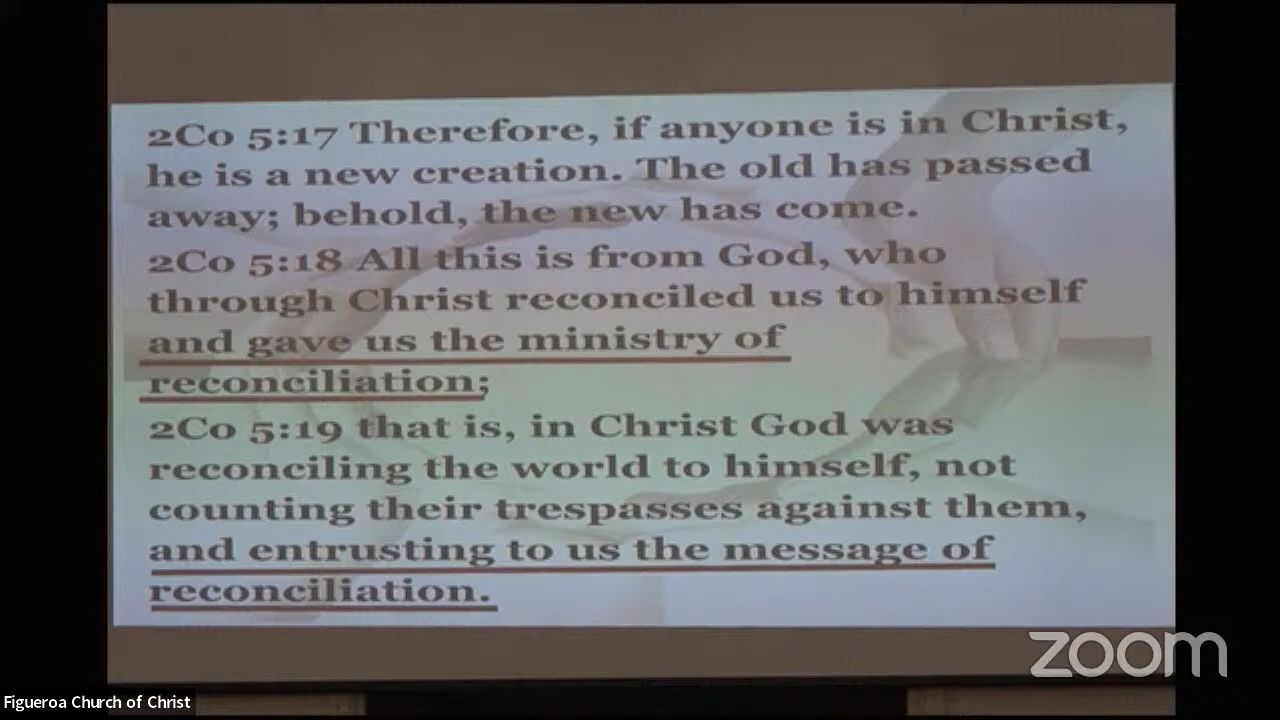 2Co 5:17 Therefore, if anyone is in Christ,
he is a new creation. The old has passed
away; behold, the new has come.
2Co 5:18 All this is from God, who
through Christ reconciled us to himself
and gave us the ministry of
reconciliation;
2Co 5:19 that is, in Christ God was
reconciling the world to himself, not
counting their trespasses against them,
and entrusting to us the message of
reconciliation.
zoom
Figueroa Church of Christ